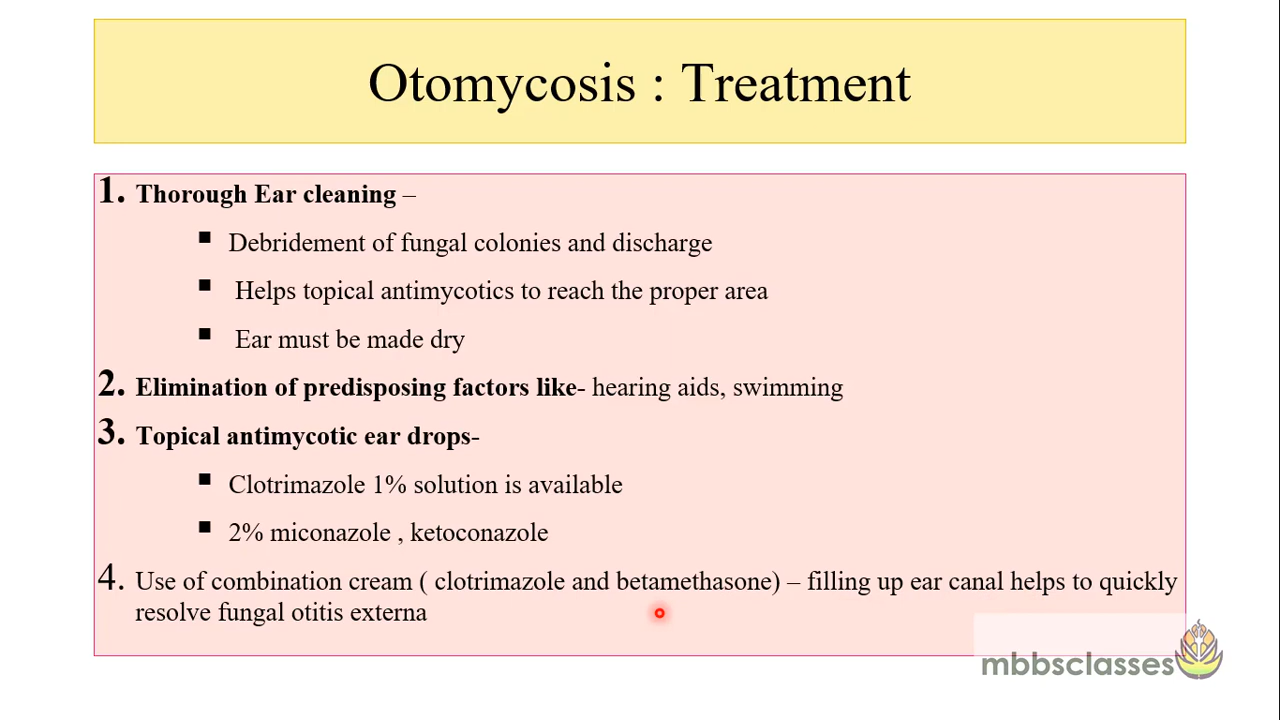 Otomycosis : Treatment
1. Thorough Ear cleaning –
▪ Debridement of fungal colonies and discharge
▪ Helps topical antimycotics to reach the proper area
▪ Ear must be made dry
2. Elimination of predisposing factors like- hearing aids, swimming
3. Topical antimycotic ear drops-
▪ Clotrimazole 1% solution is available
▪ 2% miconazole , ketoconazole
4. Use of combination cream ( clotrimazole and betamethasone) – filling up ear canal helps to quickly
resolve fungal otitis externa
mbbsclasses